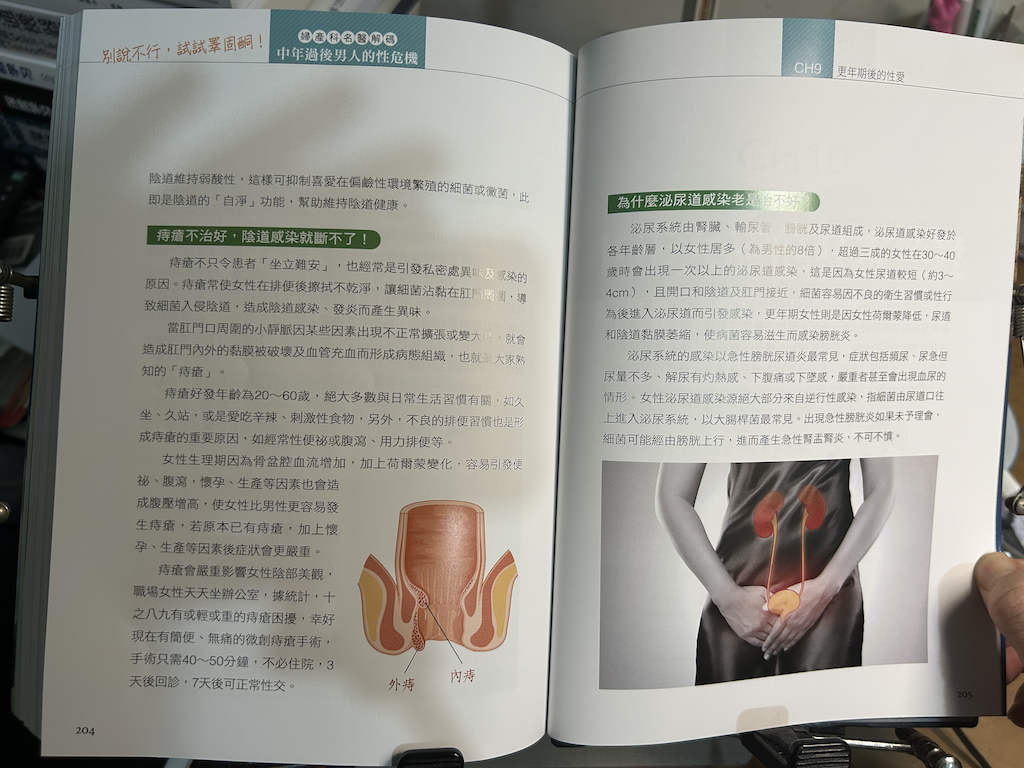 別說不行，試試睪固酮！
婦產科名醫解碼
中年過後男人的性危機
陰道維持弱酸性，這樣可抑制喜愛在偏鹼性環境繁殖的細菌或黴菌，此
即是陰道的「自淨」功能，幫助維持陰道健康。
痔瘡不治好，陰道感染就斷不了！
痔瘡不只令患者「坐立難安」，也經常是引發私密處異味及感染的
原因。痔瘡常使女性在排便後擦拭不乾淨，讓細菌沾黏在肛門周圍，導
致細菌入侵陰道，造成陰道感染、發炎而產生異味。
當肛門口周圍的小靜脈因某些因素出現不正常擴張或變大時，就會
造成肛門內外的黏膜被破壞及血管充血而形成病態組織，也就是大家熟
知的「痔瘡」。
痔瘡好發年齡為20～60歲，絕大多數與日常生活習慣有關，如久
坐、久站，或是愛吃辛辣、刺激性食物，另外，不良的排便習慣也是形
成痔瘡的重要原因，如經常性便祕或腹瀉、用力排便等。
女性生理期因為骨盆腔血流增加，加上荷爾蒙變化，容易引發便
祕、腹瀉，懷孕、生產等因素也會造
成腹壓增高，使女性比男性更容易發
生痔瘡，若原本已有痔瘡，加上懷
孕、生產等因素後症狀會更嚴重。
痔瘡會嚴重影響女性陰部美觀，
職場女性天天坐辦公室，據統計，十
之八九有或輕或重的痔瘡困擾，幸好
現在有簡便、無痛的微創痔瘡手術，
手術只需40～50分鐘，不必住院，3
天後回診，7天後可正常性交。
外痔
內痔
204
CH9
更年期後的性愛
為什麼泌尿道感染老是治不好？
泌尿系統由腎臟、輸尿管、膀胱及尿道組成，泌尿道感染好發於
各年齡層，以女性居多（為男性的8倍），超過三成的女性在30～40
歲時會出現一次以上的泌尿道感染，這是因為女性尿道較短（約3～
4cm），且開口和陰道及肛門接近，細菌容易因不良的衛生習慣或性行
為後進入泌尿道而引發感染，更年期女性則是因女性荷爾蒙降低，尿道
和陰道黏膜萎縮，使病菌容易滋生而感染膀胱炎。
泌尿系統的感染以急性膀胱尿道炎最常見，症狀包括頻尿、尿急但
尿量不多、解尿有灼熱感、下腹痛或下墜感，嚴重者甚至會出現血尿的
情形。女性泌尿道感染源絕大部分來自逆行性感染，指細菌由尿道口往
上進入泌尿系統，以大腸桿菌最常見。出現急性膀胱炎如果未予理會，
細菌可能經由膀胱上行，進而產生急性腎盂腎炎，不可不慎。
205